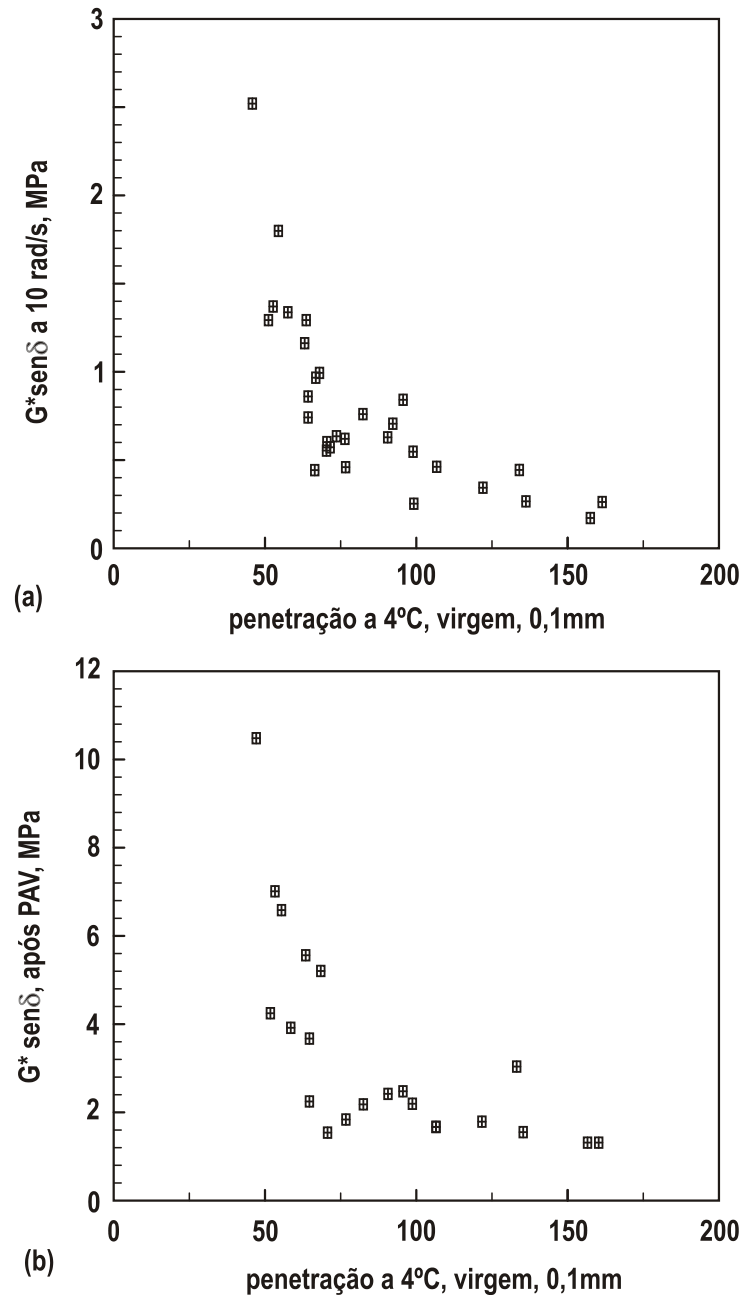 3
2
1
0
G*senδ a 10 rad/s, MPa
0 50 100 150 200
(a)
penetração a 4ºC, virgem, 0,1mm
12
10
8
6
4
2
0
G* senδ, após PAV, MPa
0 50 100 150 200
(b)
penetração a 4ºC, virgem, 0,1mm